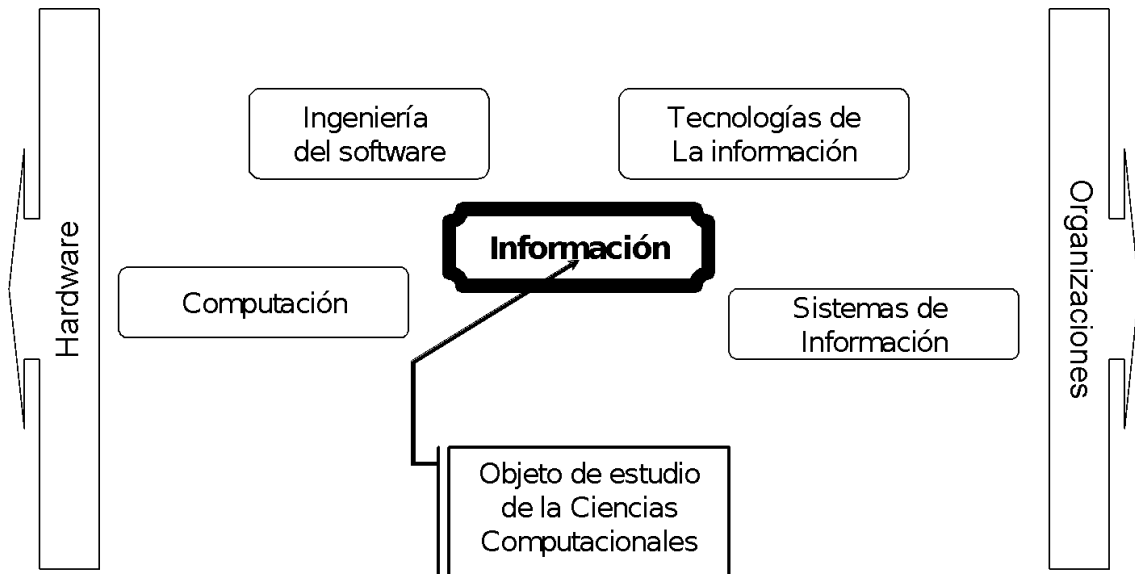 Hardware
Ingeniería
del software
Tecnologías de
La información
Información
Computación
Sistemas de
Información
Objeto de estudio
de la Ciencias
Computacionales
Organizaciones